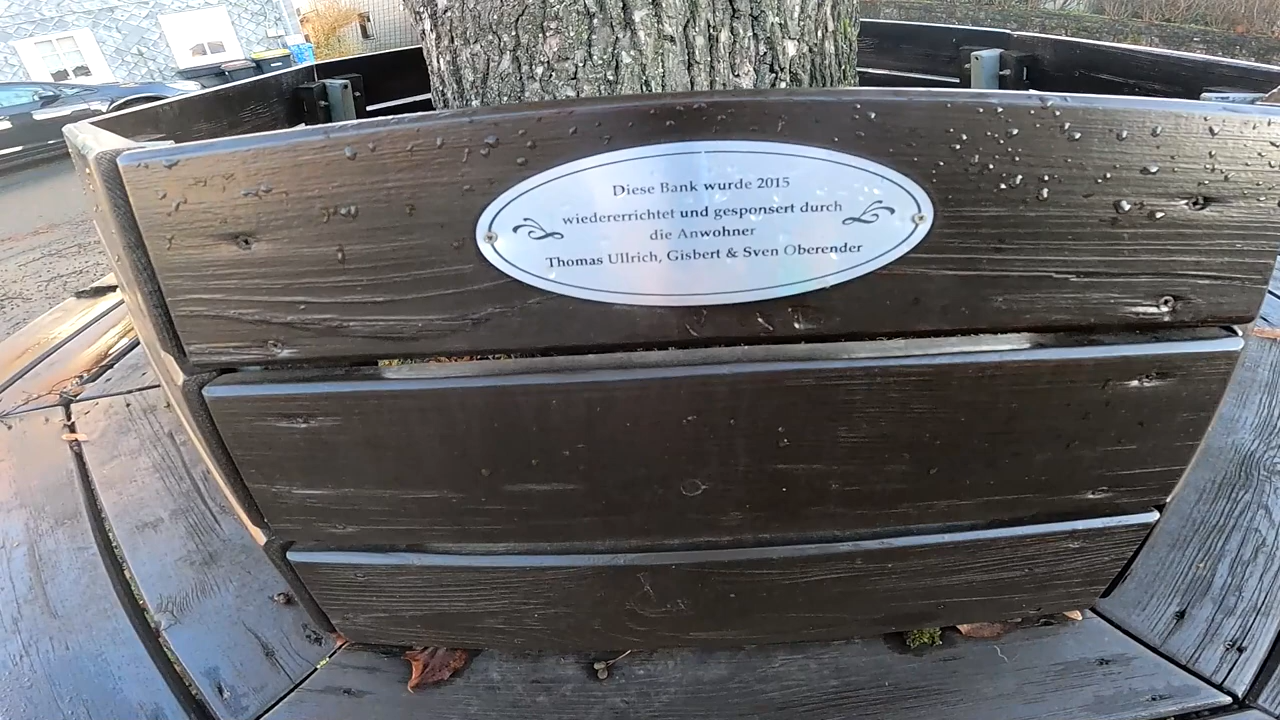 Diese Bank wurde 2015
wiedererrichtet und gesponsert durch
die Anwohner
Thomas Ullrich, Gisbert & Sven Oberender